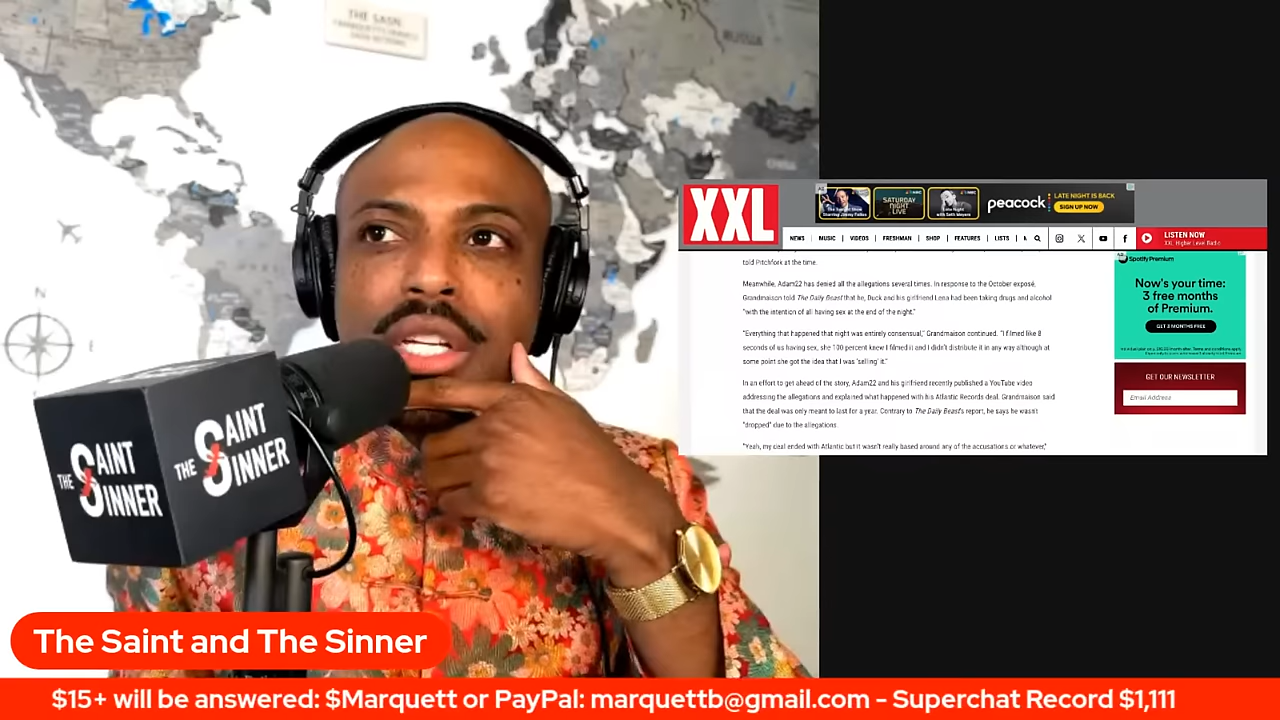 THE SASN
RUSSIA
CHINA
N
THE SAINT SINNER
THE SAINT SINNER
XXL
SATURDAY NIGHT LIVE
peacock
LATE NIGHT IS BACK
SIGN UP NOW
NEWS MUSIC VIDEOS FRESHMAN SHOP FEATURES LISTS
LISTEN NOW
XXL Higher Level Radio
told Pitchfork at the time.
Meanwhile, Adam22 has denied all the allegations several times. In response to the October exposé,
Grandmaison told The Daily Beast that he, Duck and his girlfriend Lena had been taking drugs and alcohol
"with the intention of all having sex at the end of the night."
"Everything that happened that night was entirely consensual," Grandmaison continued. "I filmed like 8
seconds of us having sex, she 100 percent knew I filmed it and I didn't distribute it in any way although at
some point she got the idea that I was 'selling' it."
In an effort to get ahead of the story, Adam22 and his girlfriend recently published a YouTube video
addressing the allegations and explained what happened with his Atlantic Records deal. Grandmaison said
that the deal was only meant to last for a year. Contrary to The Daily Beast's report, he says he wasn't
"dropped" due to the allegations.
"Yeah, my deal ended with Atlantic but it wasn't really based around any of the accusations or whatever,"
Spotify Premium
Now's your time:
3 free months
of Premium.
GET 3 MONTHS FREE
GET OUR NEWSLETTER
Email Address
The Saint and The Sinner
$15+ will be answered: $Marquett or PayPal: marquettb@gmail.com - Superchat Record $1,111